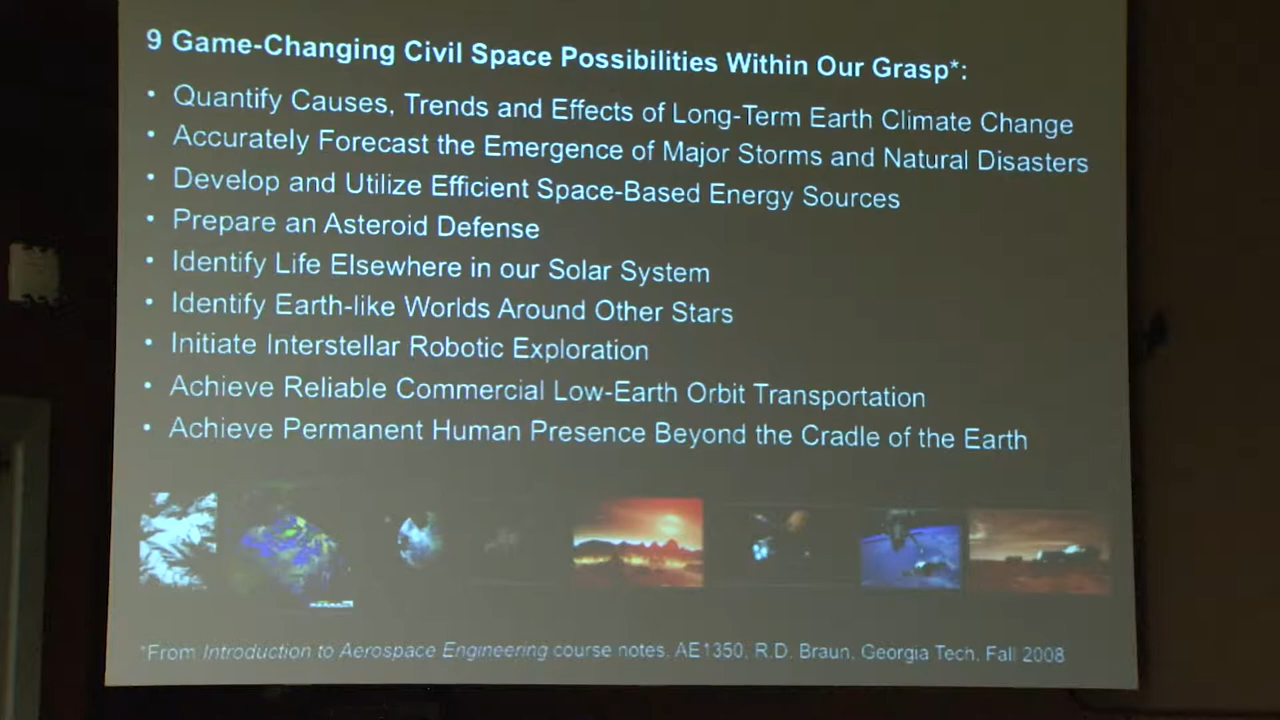 9 Game-Changing Civil Space Possibilities Within Our Grasp*:
• Quantify Causes, Trends and Effects of Long-Term Earth Climate Change
• Accurately Forecast the Emergence of Major Storms and Natural Disasters
• Develop and Utilize Efficient Space-Based Energy Sources
• Prepare an Asteroid Defense
• Identify Life Elsewhere in our Solar System
• Identify Earth-like Worlds Around Other Stars
• Initiate Interstellar Robotic Exploration
• Achieve Reliable Commercial Low-Earth Orbit Transportation
• Achieve Permanent Human Presence Beyond the Cradle of the Earth
*From Introduction to Aerospace Engineering course notes, AE1350, R.D. Braun, Georgia Tech, Fall 2008